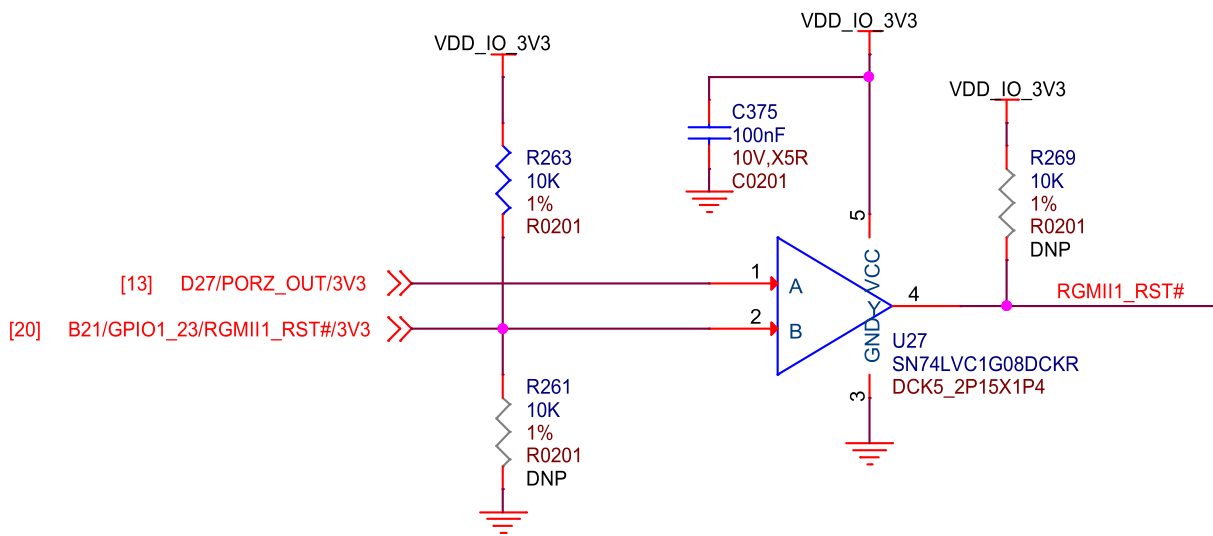 VDD_IO_3V3
VDD_IO_3V3
VDD_IO_3V3
C375
100nF
10V,X5R
C0201
R263
10K
1%
R0201
R269
10K
1%
R0201
DNP
5
VCC
[13] D27/PORZ_OUT/3V3
1
A
4
Y
RGMII1_RST#
[20] B21/GPIO1_23/RGMII1_RST#/3V3
2
B
GND
3
U27
SN74LVC1G08DCKR
DCK5_2P15X1P4
R261
10K
1%
R0201
DNP